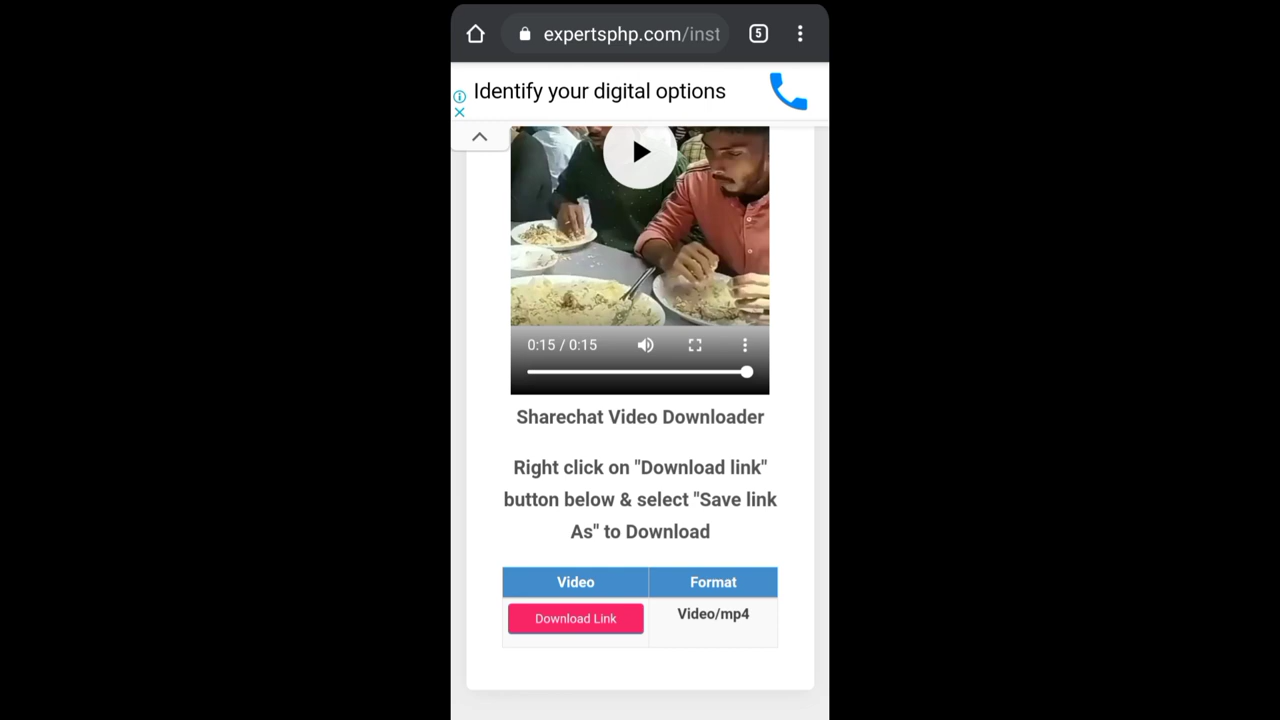 expertsphp.com/inst
5
Identify your digital options
0:15 / 0:15
Sharechat Video Downloader
Right click on "Download link"
button below & select "Save link
As" to Download
Video Format
Download Link Video/mp4